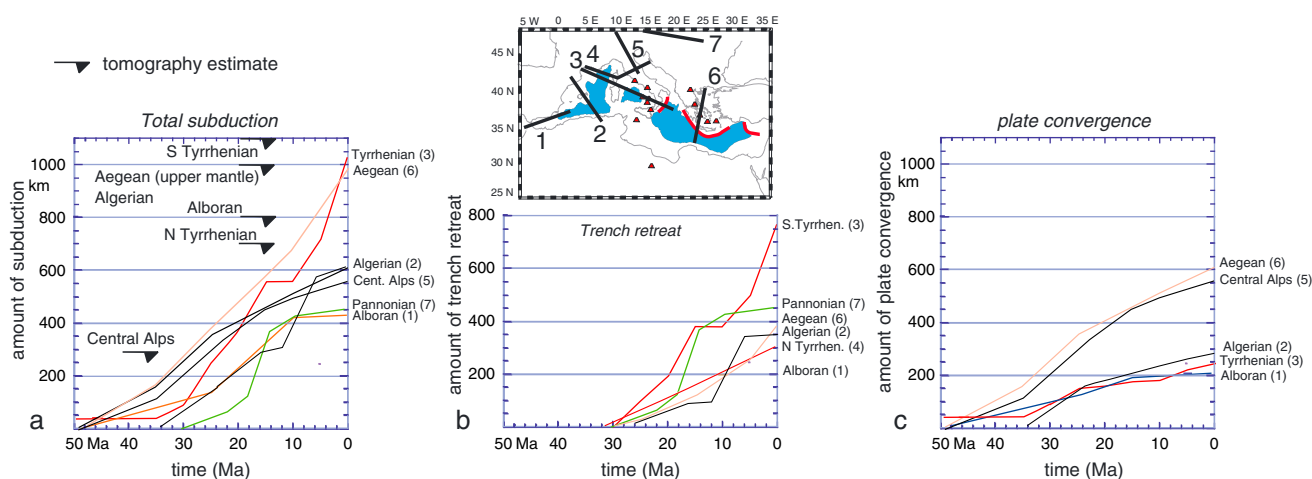 tomography estimate
5 W 0 5 E 10 E 15 E 20 E 25 E 30 E 35 E
45 N
40 N
35 N
30 N
25 N
1
2
3
4
5
6
7
Total subduction
amount of subduction
1000
km
800
600
400
200
S Tyrrhenian
Aegean (upper mantle)
Algerian
Alboran
N Tyrrhenian
Central Alps
Tyrrhenian (3)
Aegean (6)
Algerian (2)
Cent. Alps (5)
Pannonian (7)
Alboran (1)
a
50 Ma 40 30 20 10 0
time (Ma)
Trench retreat
amount of trench retreat
800
600
400
200
S.Tyrrhen. (3)
Pannonian (7)
Aegean (6)
Algerian (2)
N Tyrrhen. (4)
Alboran (1)
b
50 Ma 40 30 20 10 0
time (Ma)
plate convergence
amount of plate convergence
1000
km
800
600
400
200
Aegean (6)
Central Alps (5)
Algerian (2)
Tyrrhenian (3)
Alboran (1)
c
50 Ma 40 30 20 10 0
time (Ma)